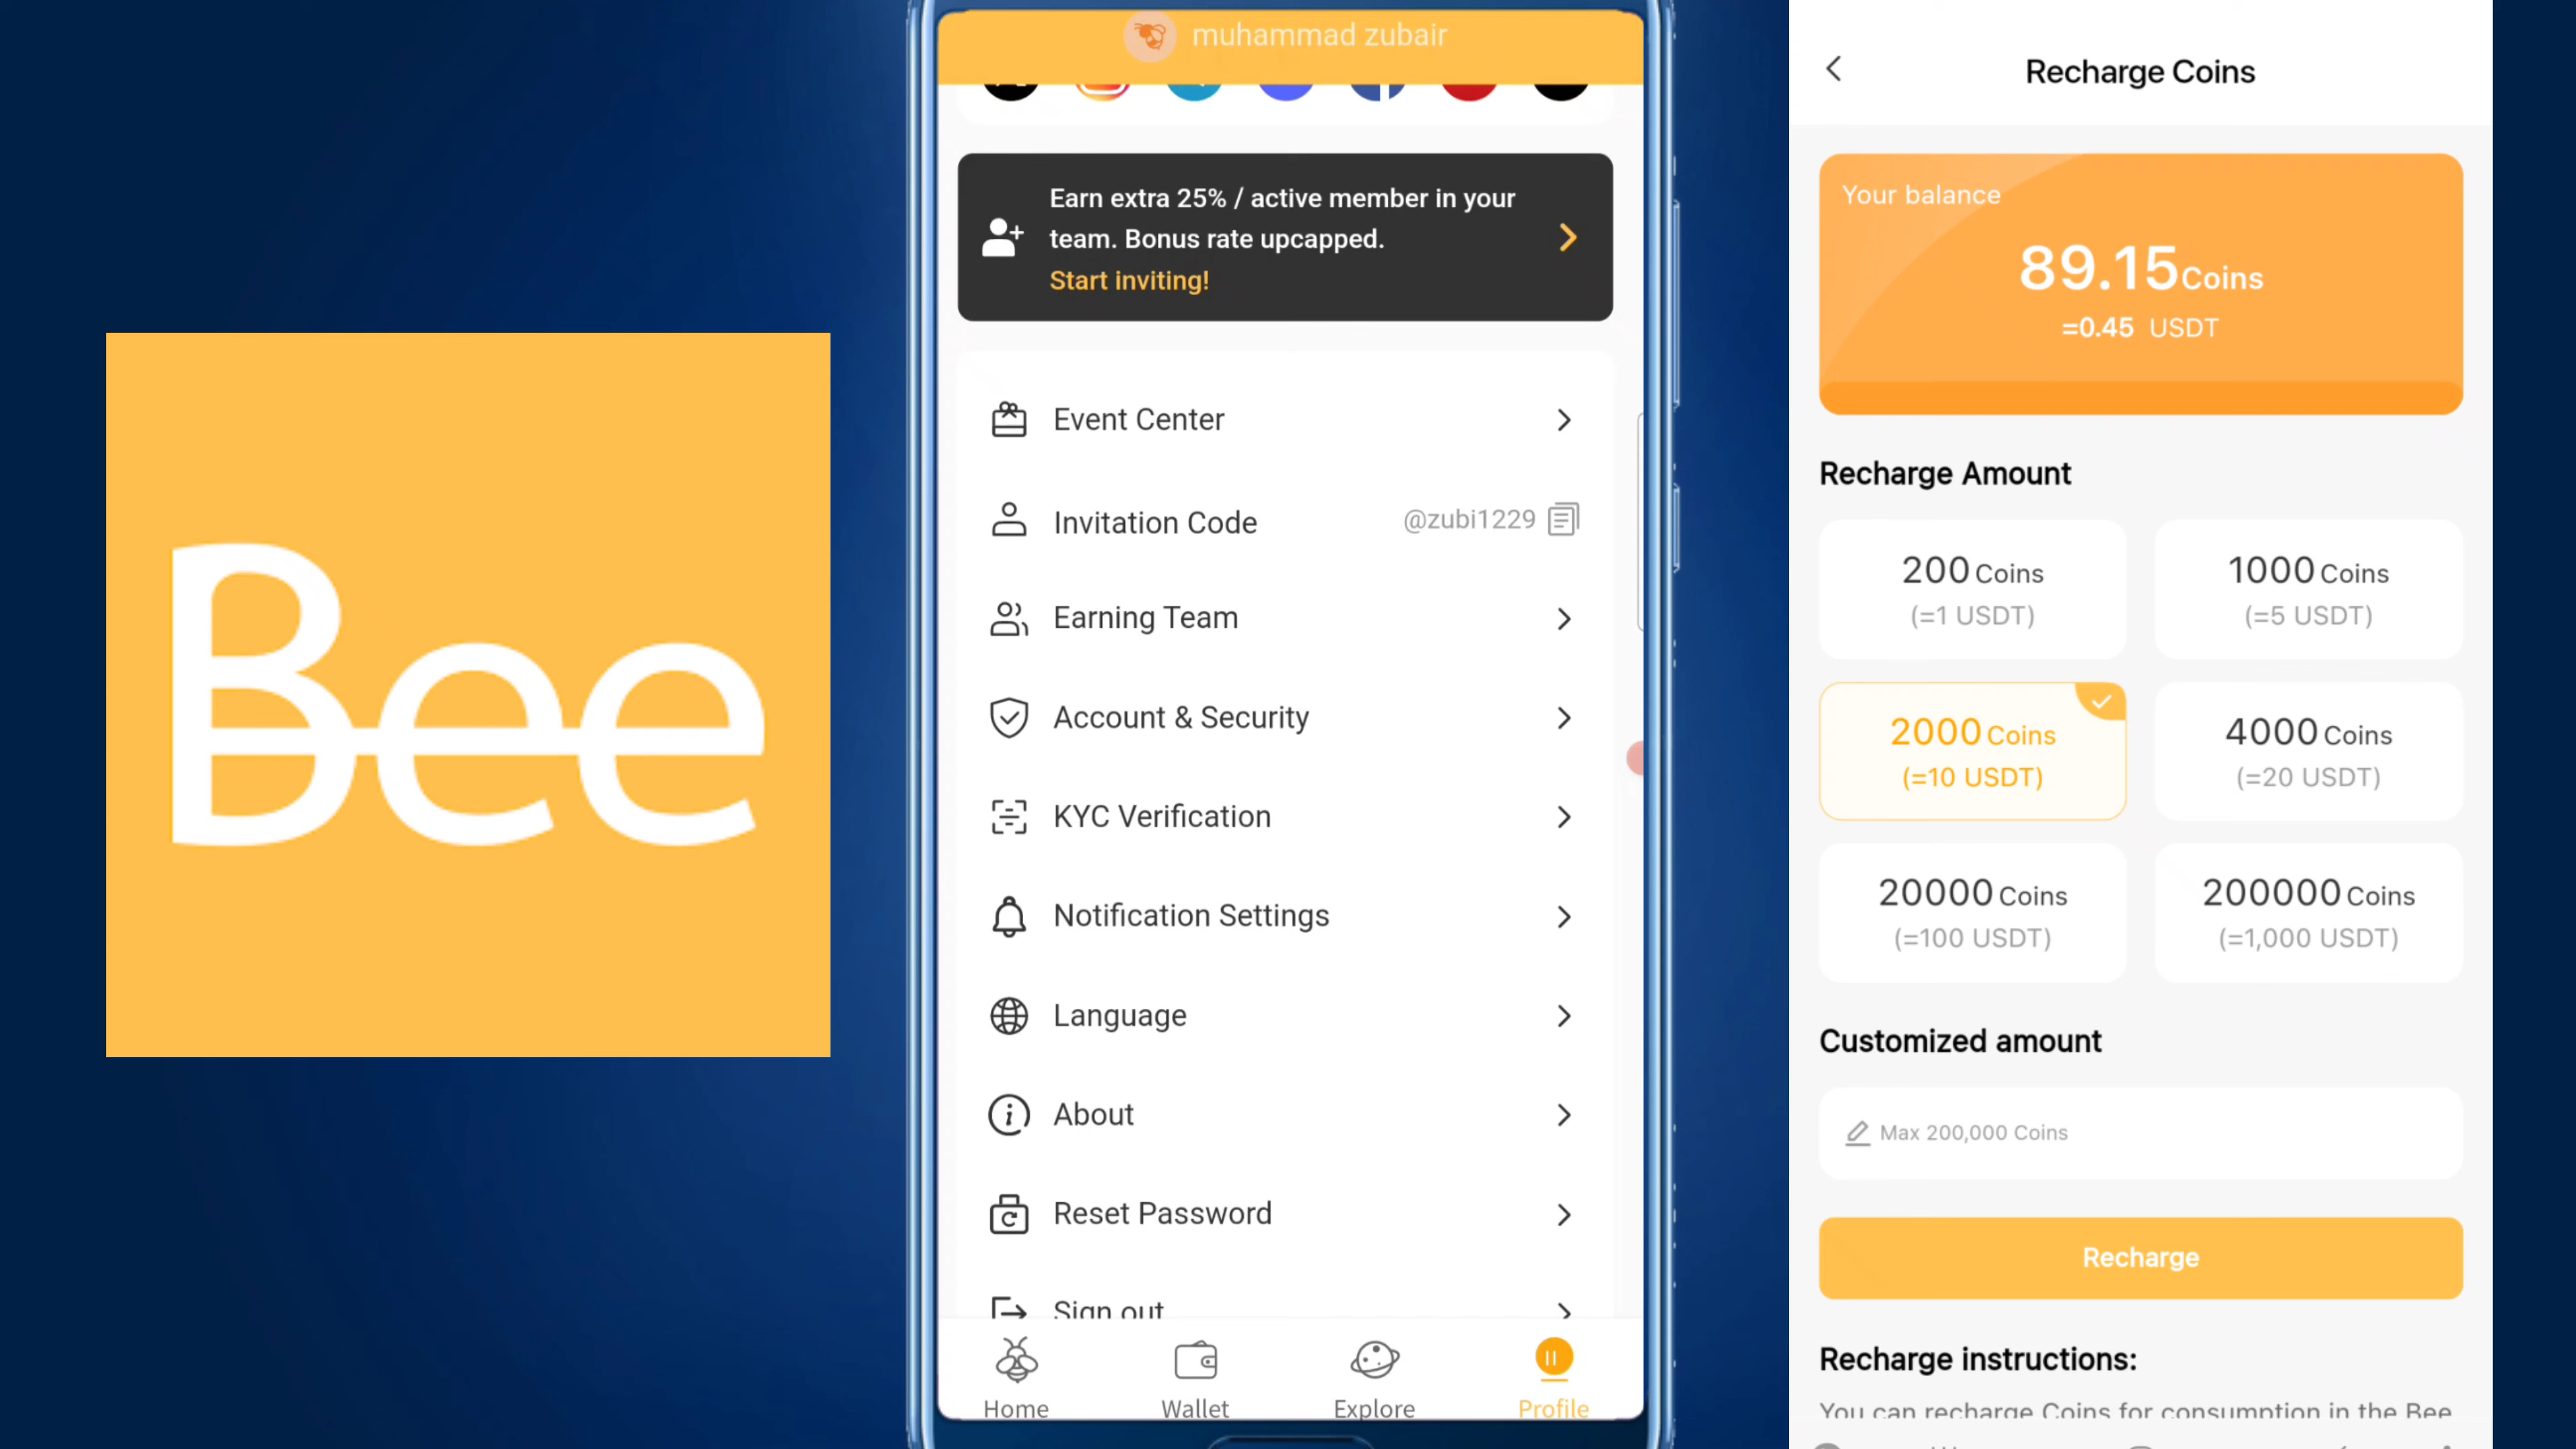 Bee
muhammad zubair
Earn extra 25% / active member in your
team. Bonus rate upcapped.
Start inviting!
Event Center
Invitation Code @zubi1229
Earning Team
Account & Security
KYC Verification
Notification Settings
Language
About
Reset Password
Sign out
Home Wallet Explore Profile
Recharge Coins
Your balance
89.15 Coins
=0.45 USDT
Recharge Amount
200 Coins
(=1 USDT)
1000 Coins
(=5 USDT)
2000 Coins
(=10 USDT)
4000 Coins
(=20 USDT)
20000 Coins
(=100 USDT)
200000 Coins
(=1,000 USDT)
Customized amount
Max 200,000 Coins
Recharge
Recharge instructions:
You can recharge Coins for consumption in the Bee